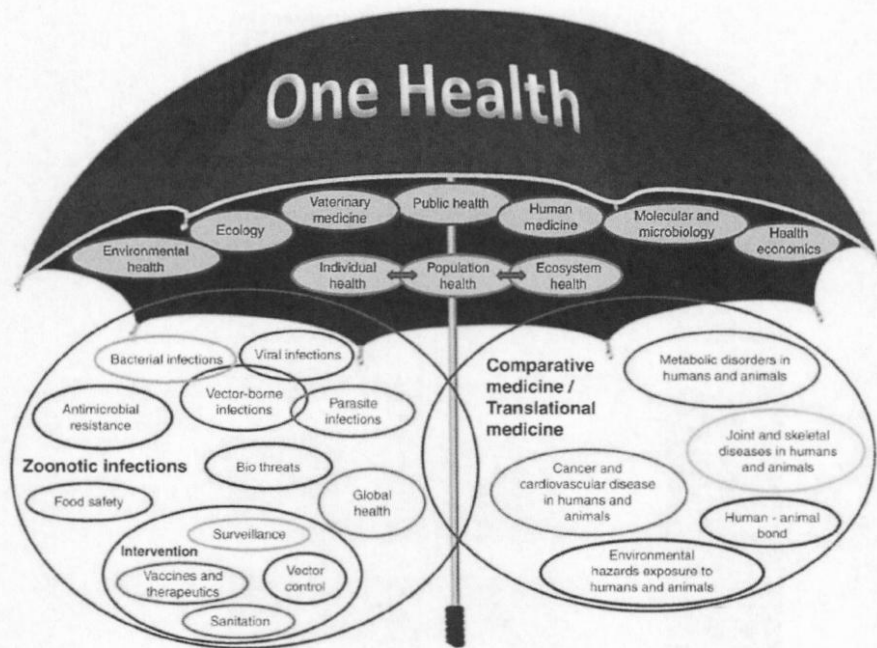 One Health
Vaterinary
medicine
Public health
Human
medicine
Ecology
Molecular and
microbiology
Environmental
health
Health
economics
Individual
health
Population
health
Ecosystem
health
Bacterial infections
Viral infections
Vector-borne
infections
Parasite
infections
Antimicrobial
resistance
Zoonotic infections
Bio threats
Food safety
Global
health
Surveillance
Intervention
Vaccines and
therapeutics
Vector
control
Sanitation
Comparative
medicine /
Translational
medicine
Metabolic disorders in
humans and animals
Joint and skeletal
diseases in humans
and animals
Cancer and
cardiovascular disease
in humans and
animals
Human - animal
bond
Environmental
hazards exposure to
humans and animals